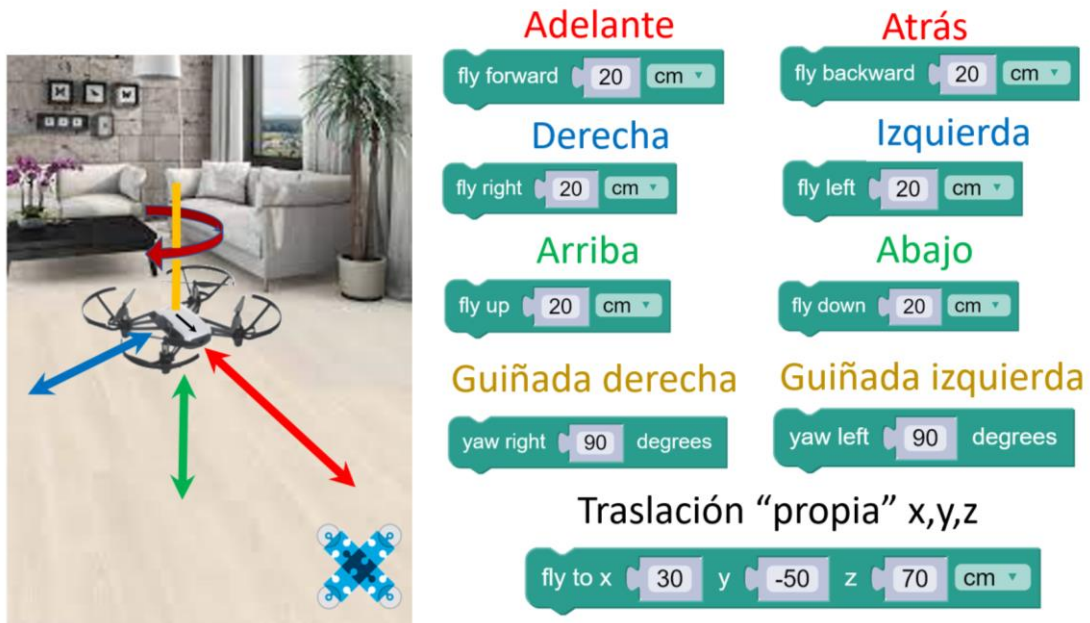 Adelante
Atrás
fly forward 20 cm
fly backward 20 cm
Derecha
Izquierda
fly right 20 cm
fly left 20 cm
Arriba
Abajo
fly up 20 cm
fly down 20 cm
Guiñada derecha
Guiñada izquierda
yaw right 90 degrees
yaw left 90 degrees
Traslación “propia” x,y,z
fly to x 30 y -50 z 70 cm